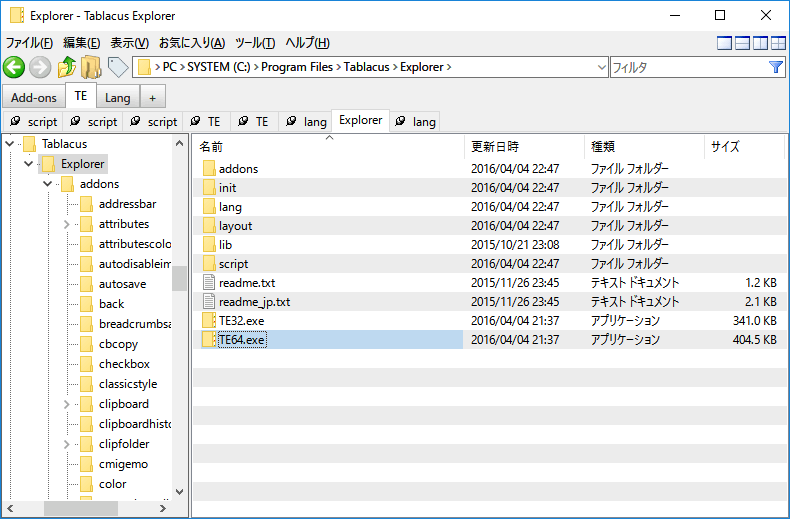 Explorer - Tablacus Explorer
ファイル(F) 編集(E) 表示(V) お気に入り(A) ツール(T) ヘルプ(H)
PC SYSTEM (C:) Program Files Tablacus Explorer フィルタ
Add-ons TE Lang +
script script script TE TE lang Explorer lang
Tablacus
Explorer
addons
addressbar
attributes
attributescolo
autodisableim
autosave
back
breadcrumbsa
cbcopy
checkbox
classicstyle
clipboard
clipboardhisto
clipfolder
cmigemo
color
名前 更新日時 種類 サイズ
addons 2016/04/04 22:47 ファイル フォルダー
init 2016/04/04 22:47 ファイル フォルダー
lang 2016/04/04 22:47 ファイル フォルダー
layout 2016/04/04 22:47 ファイル フォルダー
lib 2015/10/21 23:08 ファイル フォルダー
script 2016/04/04 22:47 ファイル フォルダー
readme.txt 2015/11/26 23:45 テキスト ドキュメント 1.2 KB
readme_jp.txt 2015/11/26 23:45 テキスト ドキュメント 2.1 KB
TE32.exe 2016/04/04 21:37 アプリケーション 341.0 KB
TE64.exe 2016/04/04 21:37 アプリケーション 404.5 KB